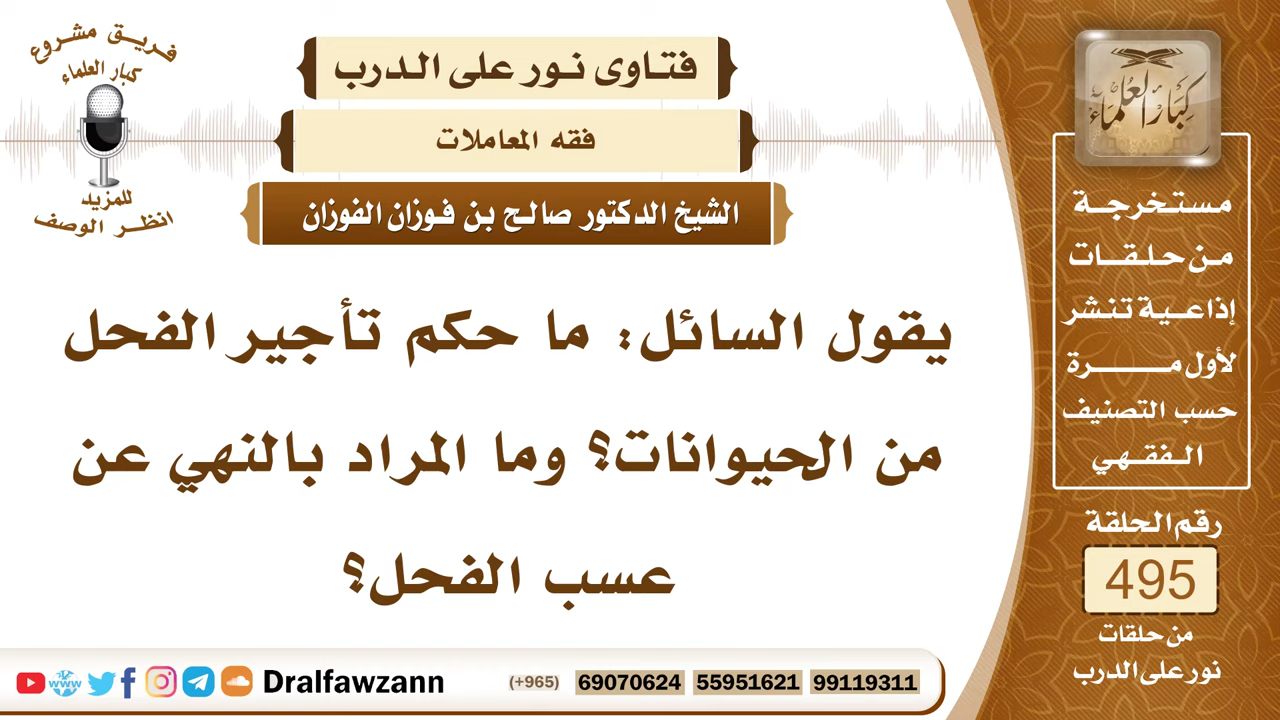 فريق مشروع
كبار العلماء
للمزيد
انظر الوصف
فتاوى نور على الدرب
فقه المعاملات
الشيخ الدكتور صالح بن فوزان الفوزان
يقول السائل: ما حكم تأجير الفحل
من الحيوانات؟ وما المراد بالنهي عن
عسب الفحل؟
كبار العلماء
مستخرجة
من حلقات
إذاعية تنشر
لأول مرة
حسب التصنيف
الفقهي
رقم الحلقة
495
من حلقات
نور على الدرب
www
Dralfawzann
(+965) 69070624 55951621 99119311